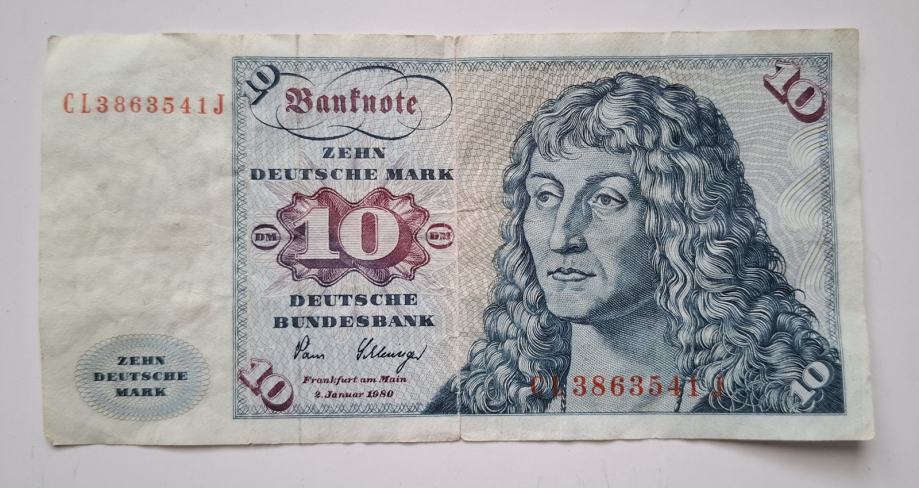 CL3863541J
10
10
Banknote
ZEHN
DEUTSCHE MARK
DM 10 DM
DEUTSCHE
BUNDESBANK
ZEHN
DEUTSCHE
MARK
10
Frankfurt am Main
2. Januar 1980
CL3863541J
10